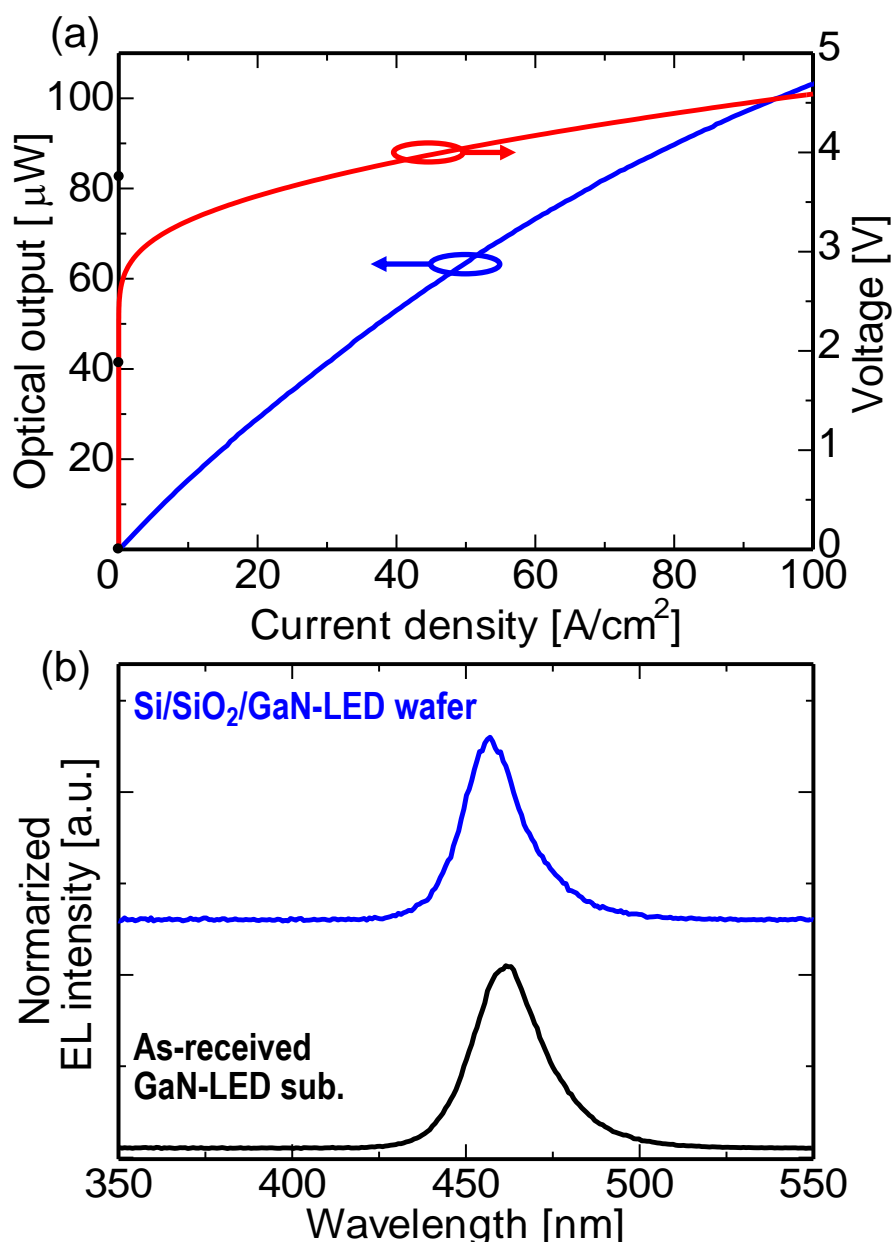 (a)
5
100
80
60
40
20
4
3
2
1
0
Optical output [ μW]
Voltage [V]
0 20 40 60 80 100
Current density [A/cm²]
(b)
Si/SiO₂/GaN-LED wafer
Normarized
EL intensity [a.u.]
As-received
GaN-LED sub.
350 400 450 500 550
Wavelength [nm]